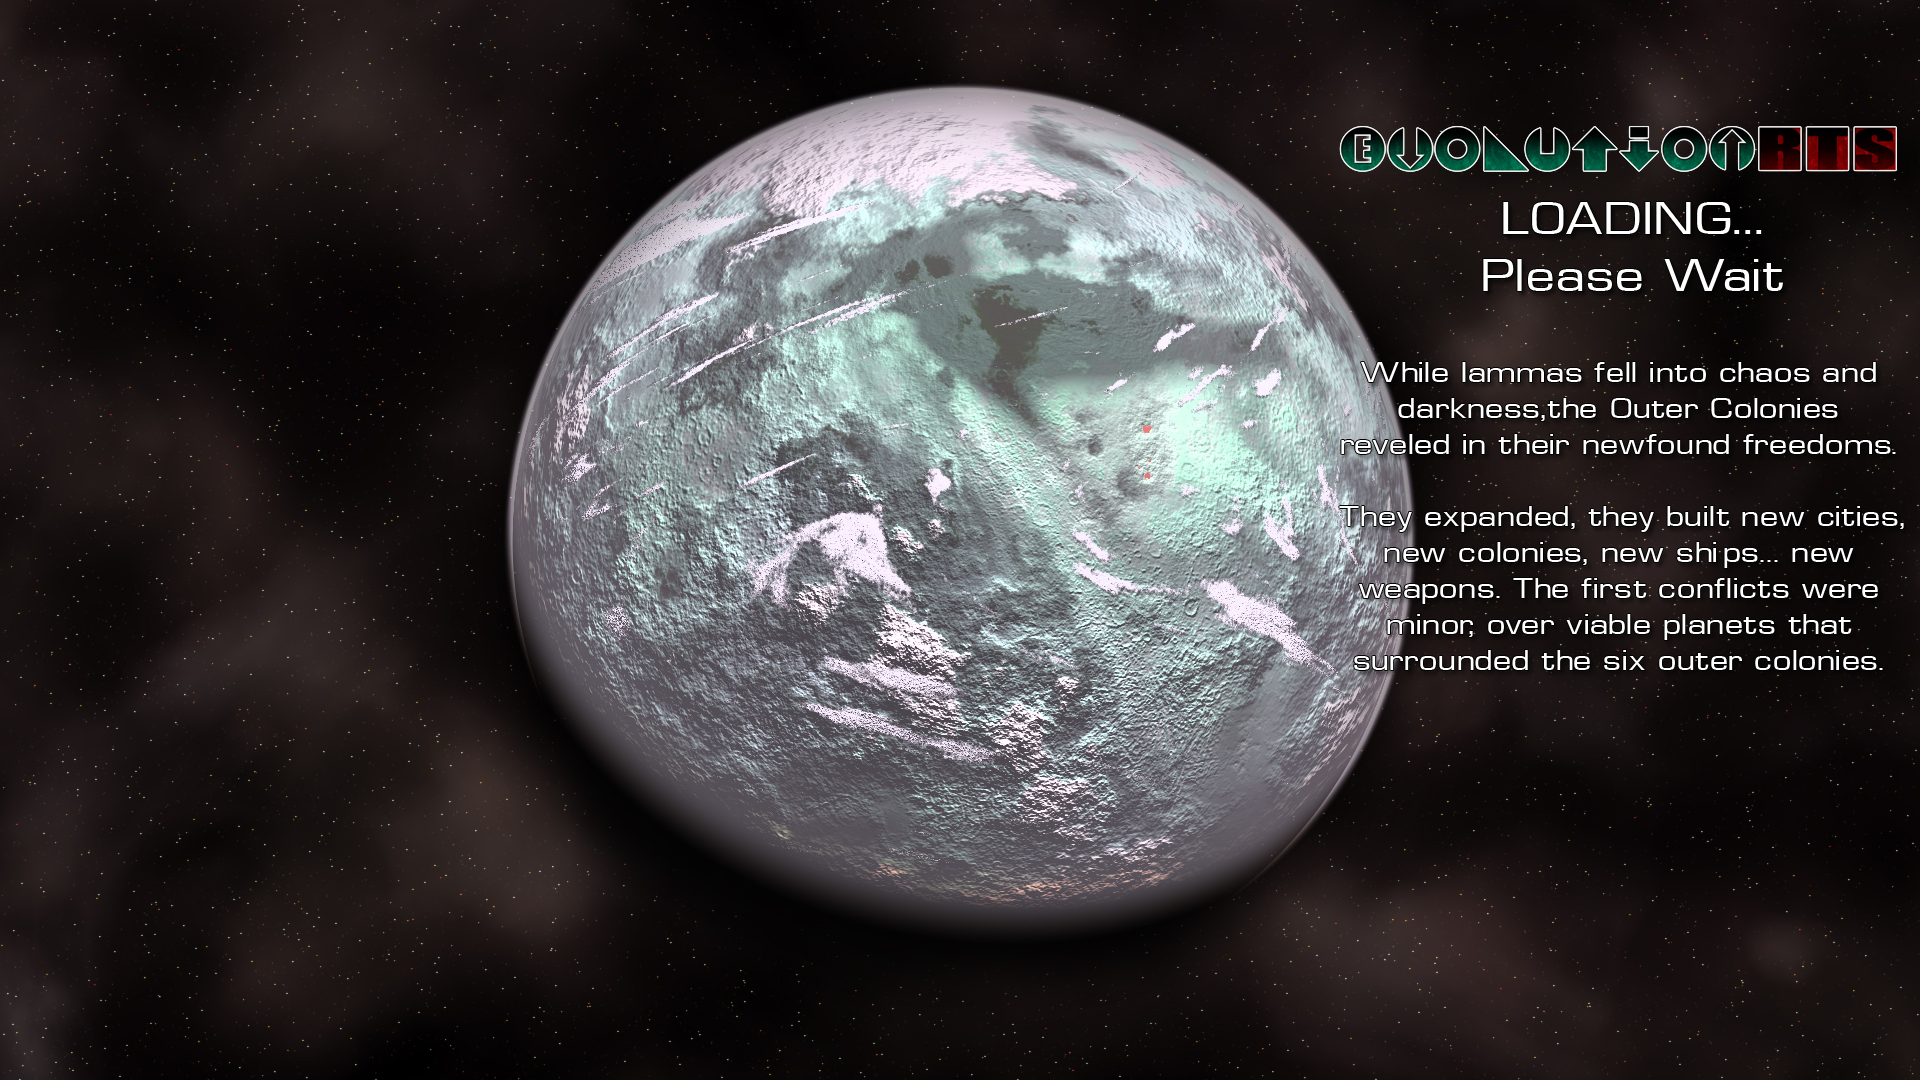 EVOLUTION RTS
LOADING...
Please Wait
While lammas fell into chaos and
darkness,the Outer Colonies
reveled in their newfound freedoms.
They expanded, they built new cities,
new colonies, new ships... new
weapons. The first conflicts were
minor, over viable planets that
surrounded the six outer colonies.